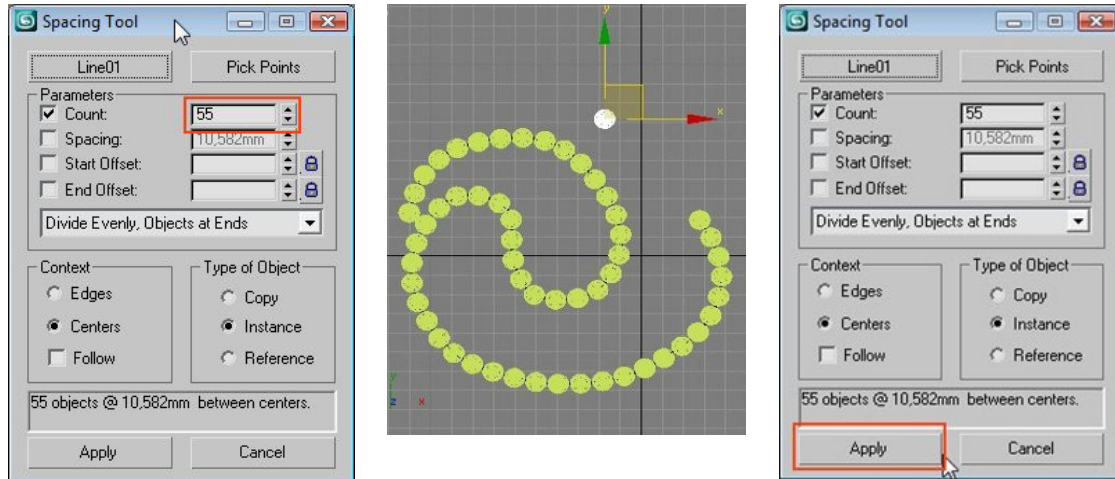 Spacing Tool
Line01 Pick Points
Parameters
Count: 55
Spacing: 10,582mm
Start Offset:
End Offset:
Divide Evenly, Objects at Ends
Context Type of Object
Edges Copy
Centers Instance
Follow Reference
55 objects @ 10,582mm between centers.
Apply Cancel
y
x
y
z x
Spacing Tool
Line01 Pick Points
Parameters
Count: 55
Spacing: 10,582mm
Start Offset:
End Offset:
Divide Evenly, Objects at Ends
Context Type of Object
Edges Copy
Centers Instance
Follow Reference
55 objects @ 10,582mm between centers.
Apply Cancel